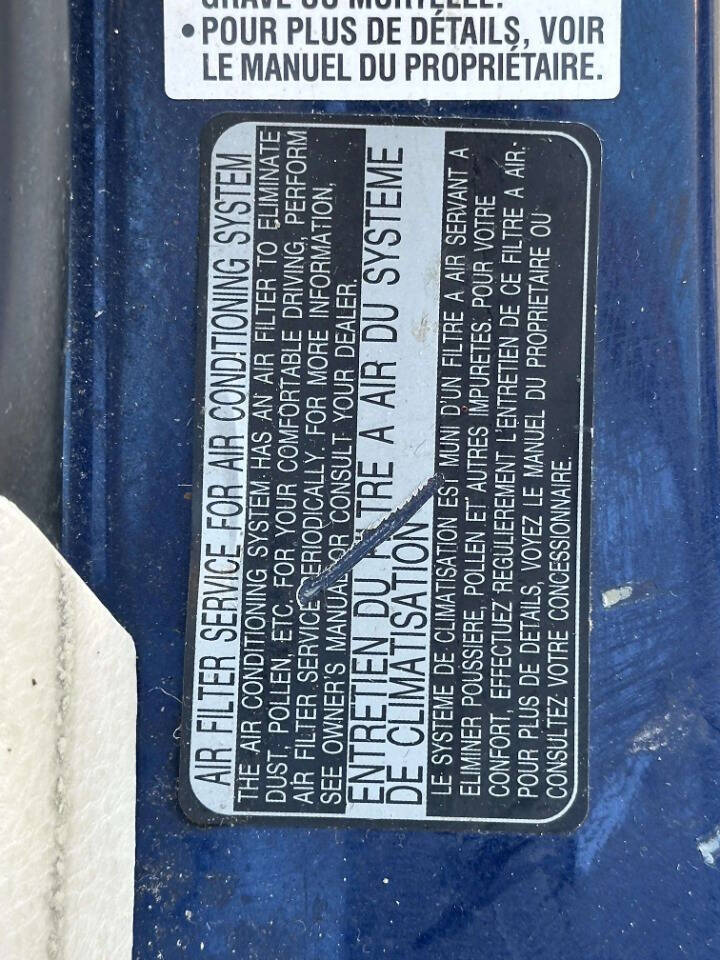 GRAVE OU MORTELLE.
• POUR PLUS DE DÉTAILS, VOIR
LE MANUEL DU PROPRIÉTAIRE.
AIR FILTER SERVICE FOR AIR CONDITIONING SYSTEM
THE AIR CONDITIONING SYSTEM HAS AN AIR FILTER TO ELIMINATE
DUST, POLLEN, ETC. FOR YOUR COMFORTABLE DRIVING, PERFORM
AIR FILTER SERVICE PERIODICALLY. FOR MORE INFORMATION,
SEE OWNER'S MANUAL OR CONSULT YOUR DEALER.
ENTRETIEN DU FILTRE A AIR DU SYSTEME
DE CLIMATISATION
LE SYSTEME DE CLIMATISATION EST MUNI D'UN FILTRE A AIR SERVANT A
ELIMINER POUSSIERE, POLLEN ET AUTRES IMPURETES. POUR VOTRE
CONFORT, EFFECTUEZ REGULIEREMENT L'ENTRETIEN DE CE FILTRE A AIR.
POUR PLUS DE DETAILS, VOYEZ LE MANUEL DU PROPRIETAIRE OU
CONSULTEZ VOTRE CONCESSIONNAIRE.